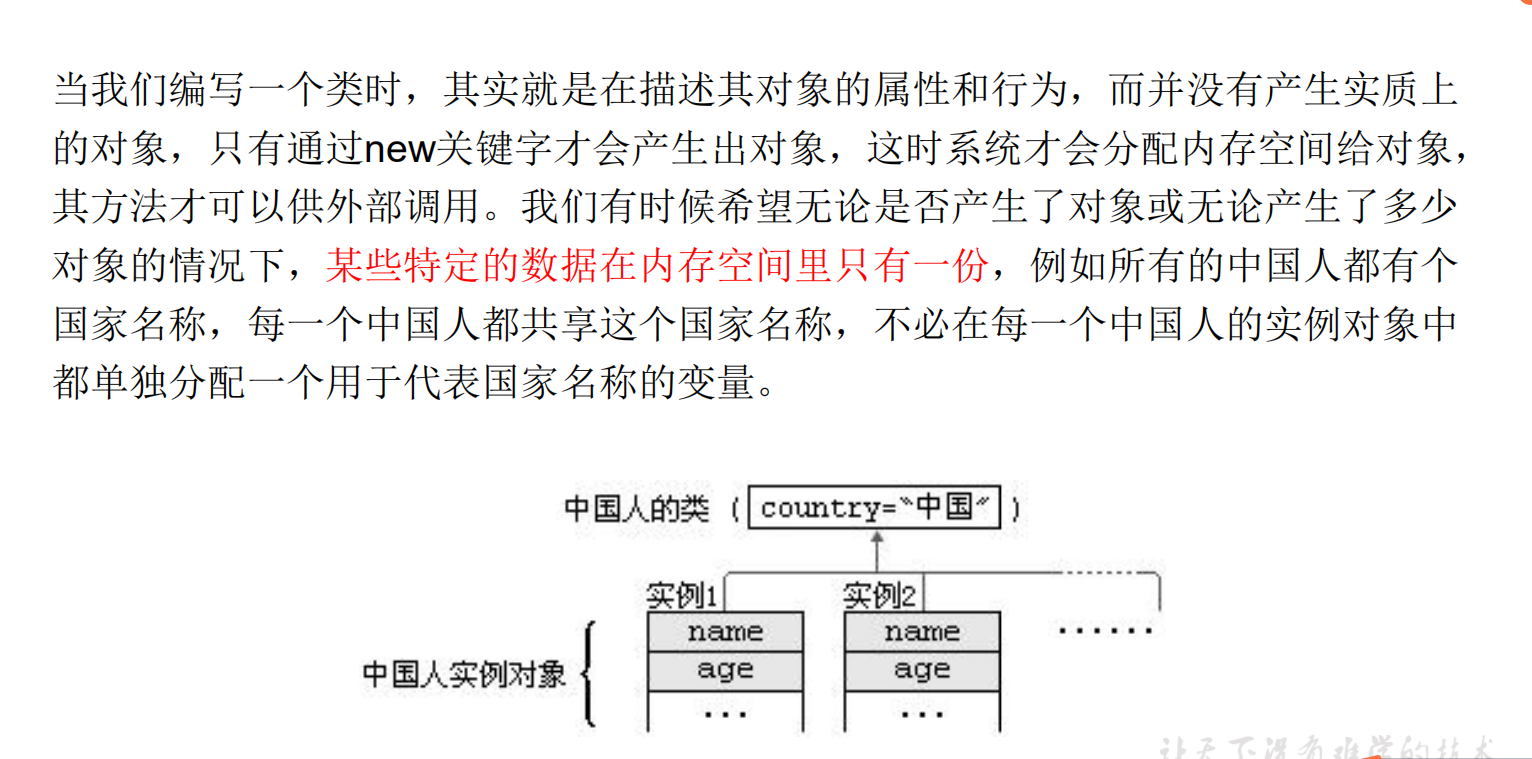 当我们编写一个类时，其实就是在描述其对象的属性和行为，而并没有产生实质上
的对象，只有通过new关键字才会产生出对象，这时系统才会分配内存空间给对象，
其方法才可以供外部调用。我们有时候希望无论是否产生了对象或无论产生了多少
对象的情况下，某些特定的数据在内存空间里只有一份，例如所有的中国人都有个
国家名称，每一个中国人都共享这个国家名称，不必在每一个中国人的实例对象中
都单独分配一个用于代表国家名称的变量。
中国人的类（country=“中国”）
实例1 实例2
name name ······
中国人实例对象
age age
··· ···
让天下没有难学的技术